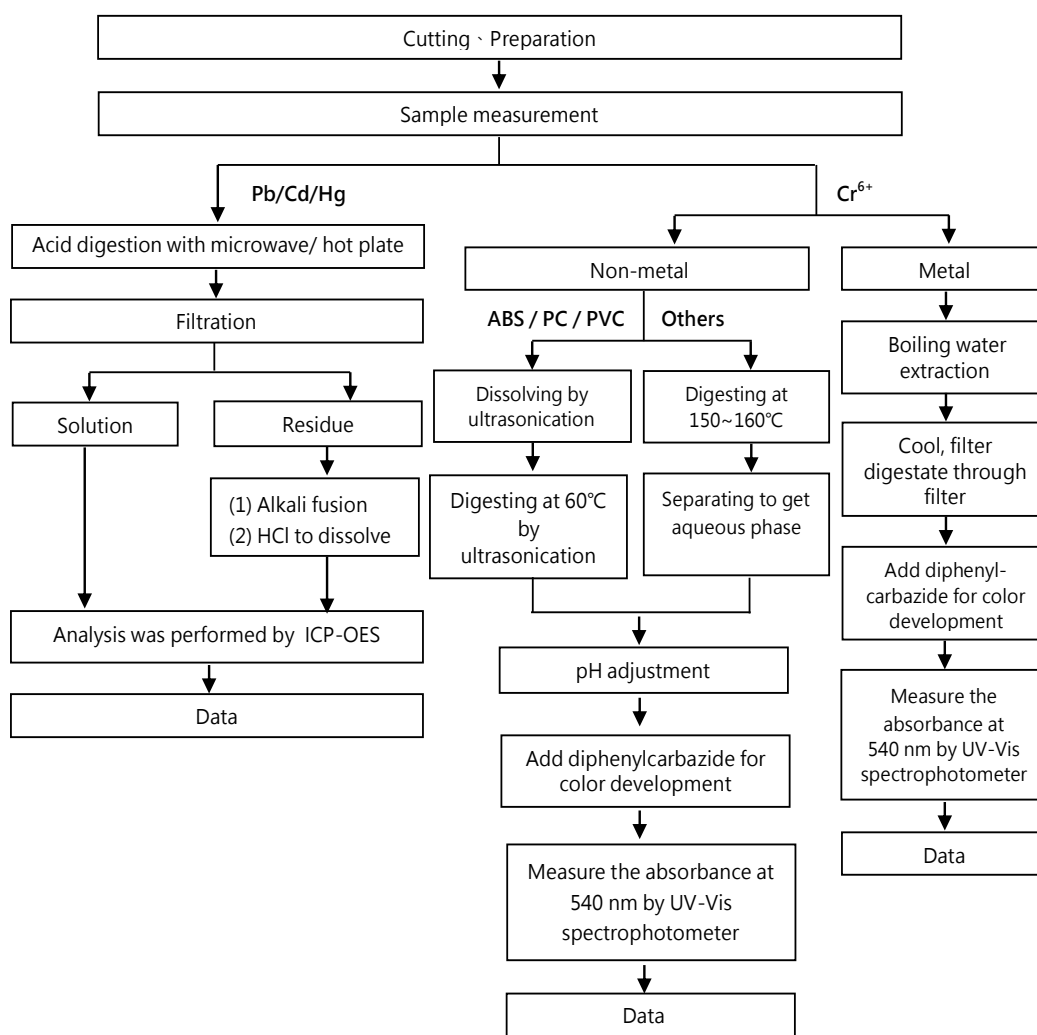 Cutting、Preparation
Sample measurement
Pb/Cd/Hg
Acid digestion with microwave/ hot plate
Filtration
Solution
Residue
(1) Alkali fusion
(2) HCl to dissolve
Analysis was performed by ICP-OES
Data
Cr⁶⁺
Non-metal
ABS / PC / PVC
Others
Dissolving by
ultrasonication
Digesting at 60℃
by
ultrasonication
Digesting at
150~160℃
Separating to get
aqueous phase
pH adjustment
Add diphenylcarbazide for
color development
Measure the absorbance at
540 nm by UV-Vis
spectrophotometer
Data
Metal
Boiling water
extraction
Cool, filter
digestate through
filter
Add diphenyl-
carbazide for color
development
Measure the
absorbance at
540 nm by UV-Vis
spectrophotometer
Data